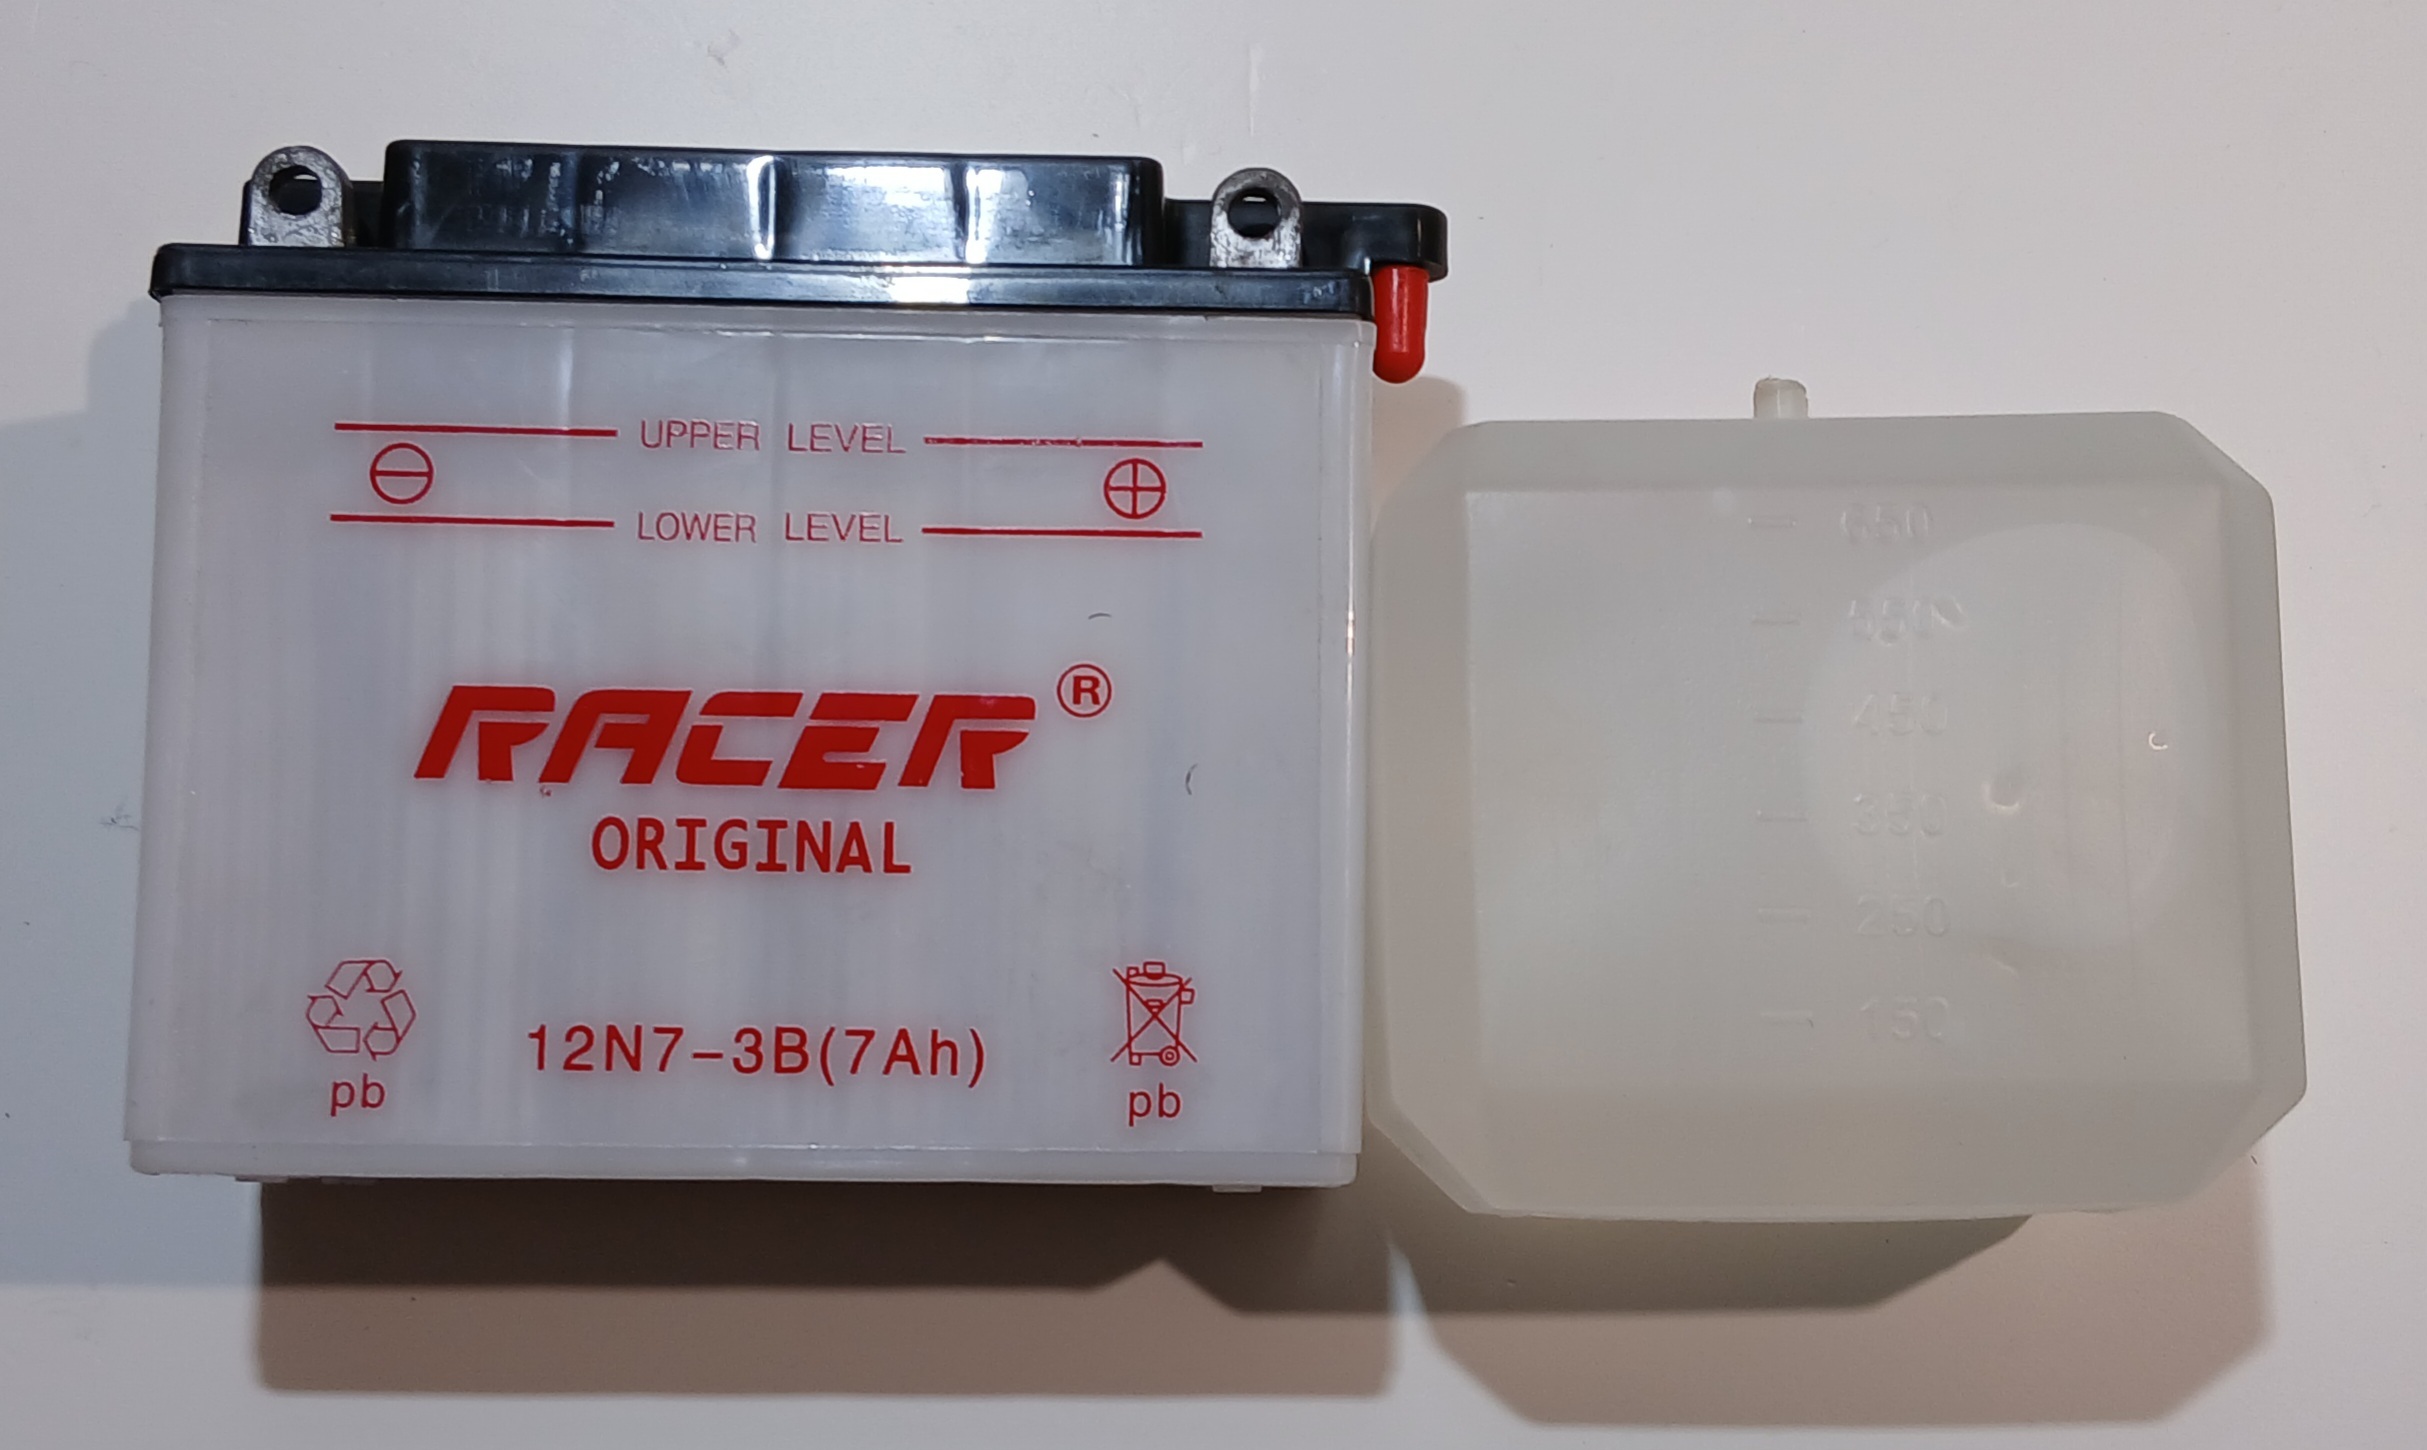 UPPER LEVEL
LOWER LEVEL
RACER®
ORIGINAL
12N7-3B(7Ah)
pb
pb
650
550
450
350
250
150